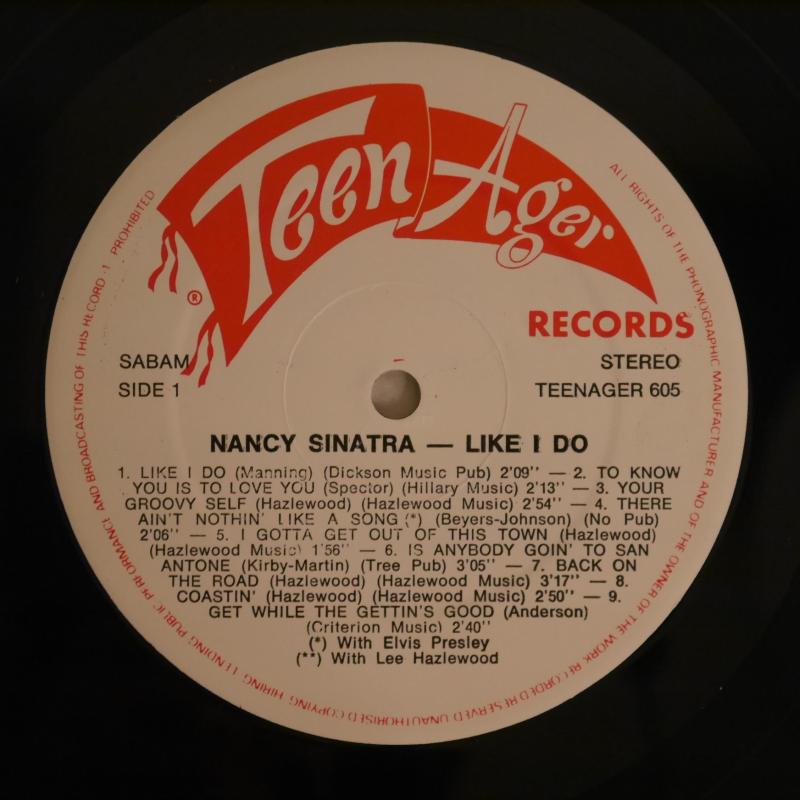 Teen Ager
®
RECORDS
SABAM
SIDE 1
STEREO
TEENAGER 605
NANCY SINATRA — LIKE I DO
1. LIKE I DO (Manning) (Dickson Music Pub) 2'09'' — 2. TO KNOW
YOU IS TO LOVE YOU (Spector) (Hillary Music) 2'13'' — 3. YOUR
GROOVY SELF (Hazlewood) (Hazlewood Music) 2'54'' — 4. THERE
AIN'T NOTHIN' LIKE A SONG (*) (Beyers-Johnson) (No Pub)
2'06'' — 5. I GOTTA GET OUT OF THIS TOWN (Hazlewood)
(Hazlewood Music) 1'56'' — 6. IS ANYBODY GOIN' TO SAN
ANTONE (Kirby-Martin) (Tree Pub) 3'05'' — 7. BACK ON
THE ROAD (Hazlewood) (Hazlewood Music) 3'17'' — 8.
COASTIN' (Hazlewood) (Hazlewood Music) 2'50'' — 9.
GET WHILE THE GETTIN'S GOOD (Anderson)
(Criterion Music) 2'40''
(*) With Elvis Presley
(**) With Lee Hazlewood
ALL RIGHTS OF THE PHONOGRAPHIC MANUFACTURER AND OF THE OWNER OF THE WORK RECORDED RESERVED UNAUTHORISED COPYING HIRING LENDING PUBLIC PERFORMANCE AND BROADCASTING OF THIS RECORD PROHIBITED